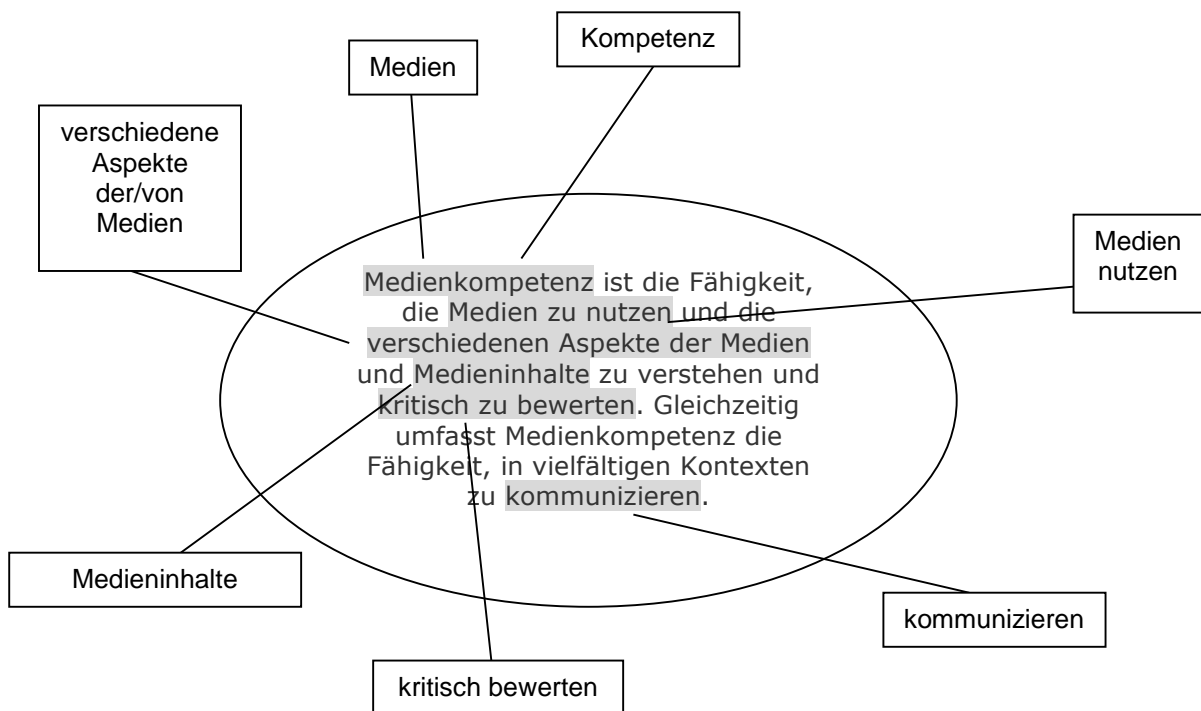 Kompetenz
Medien
verschiedene
Aspekte
der/von
Medien
Medien
nutzen
Medienkompetenz ist die Fähigkeit,
die Medien zu nutzen und die
verschiedenen Aspekte der Medien
und Medieninhalte zu verstehen und
kritisch zu bewerten. Gleichzeitig
umfasst Medienkompetenz die
Fähigkeit, in vielfältigen Kontexten
zu kommunizieren.
Medieninhalte
kommunizieren
kritisch bewerten